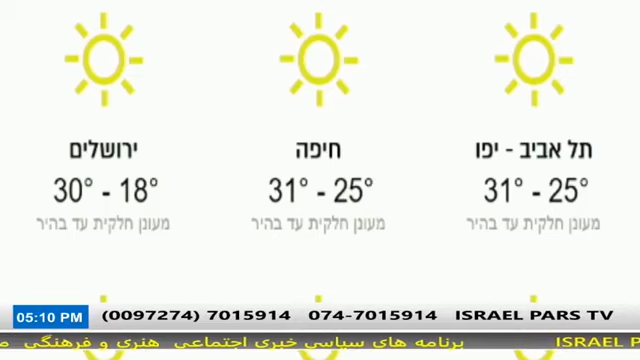 תל אביב - יפו
31° - 25°
מעונן חלקית עד בהיר
חיפה
31° - 25°
מעונן חלקית עד בהיר
ירושלים
30° - 18°
מעונן חלקית עד בהיר
05:10 PM (0097274) 7015914 074-7015914 ISRAEL PARS TV
برنامه های سیاسی خبری اجتماعی هنری و فرهنگی ISRAEL